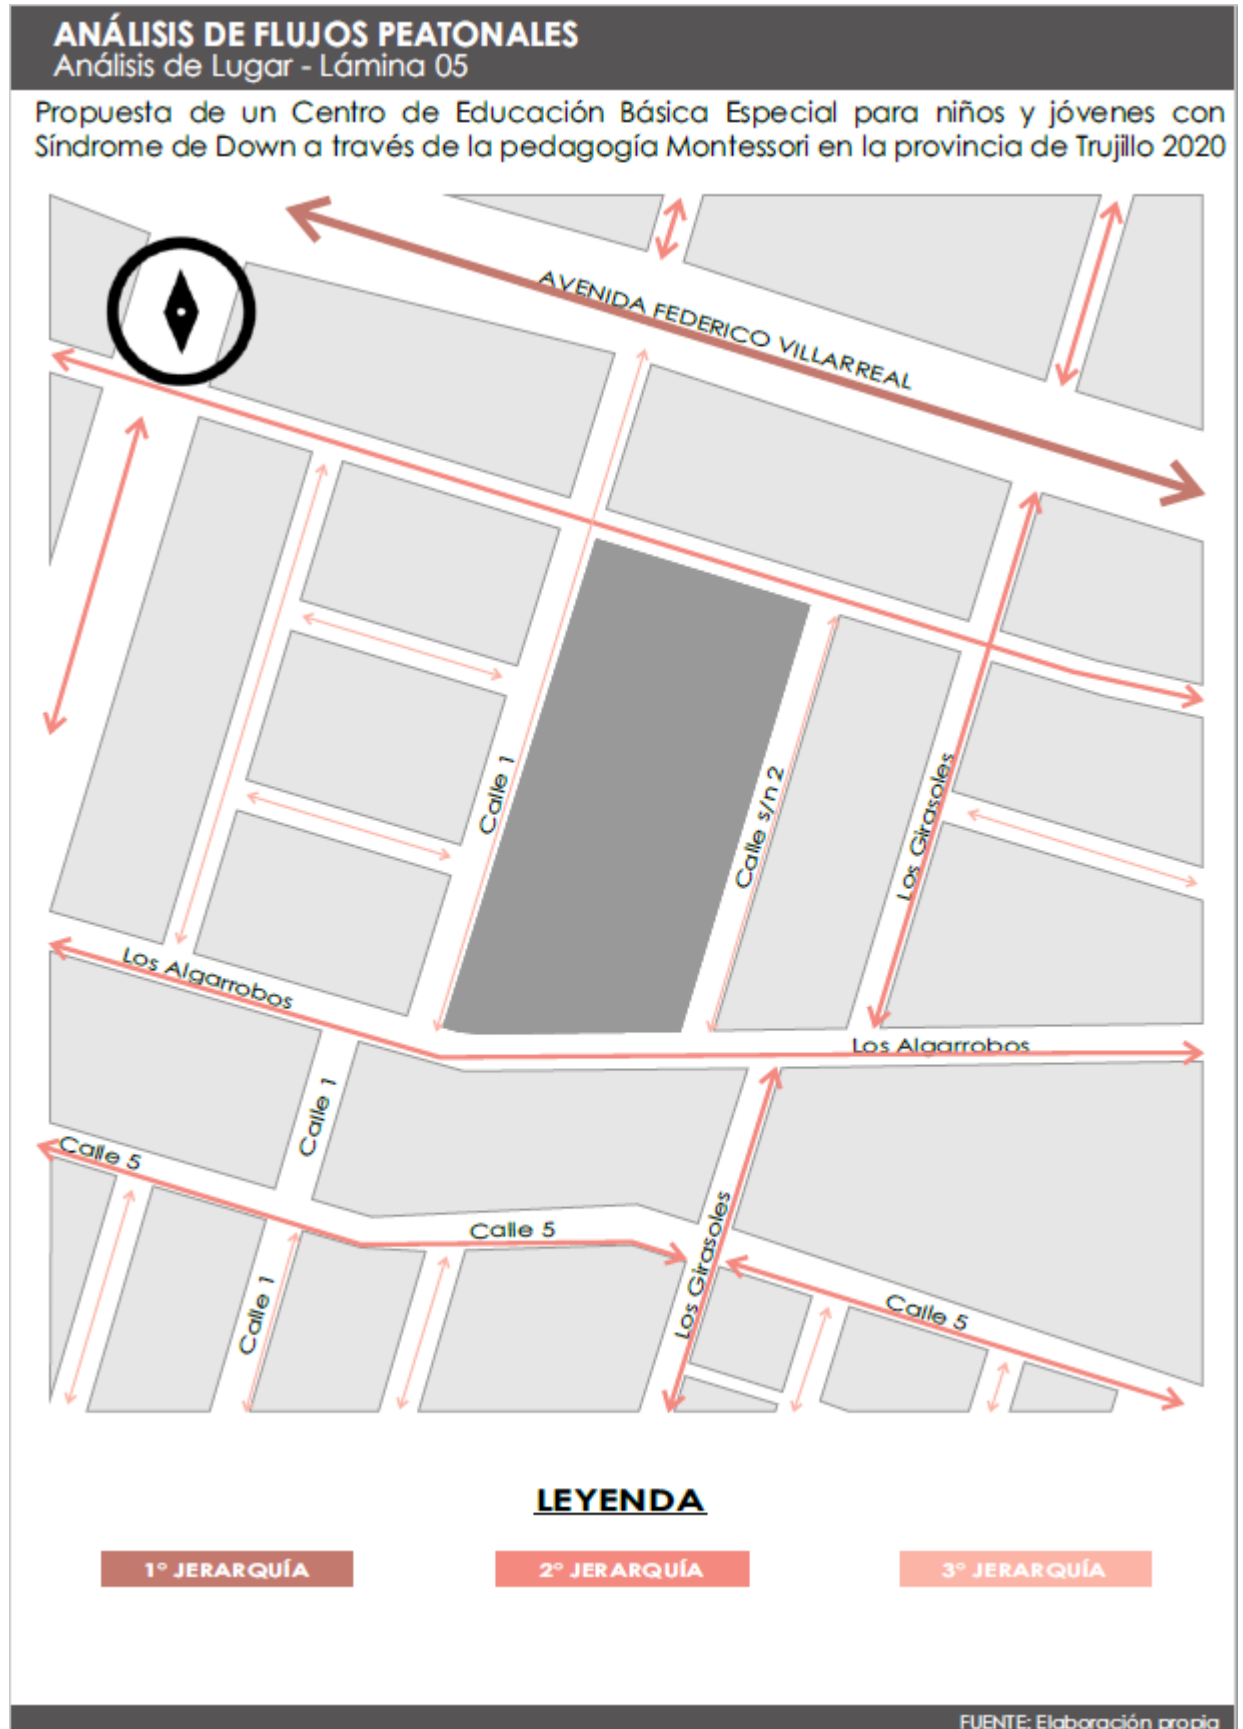 ANÁLISIS DE FLUJOS PEATONALES
Análisis de Lugar - Lámina 05
Propuesta de un Centro de Educación Básica Especial para niños y jóvenes con
Síndrome de Down a través de la pedagogía Montessori en la provincia de Trujillo 2020
AVENIDA FEDERICO VILLARREAL
Calle 1
Calle s/n 2
Los Girasoles
Los Algarrobos
Los Algarrobos
Calle 1
Calle 5
Calle 5
Los Girasoles
Calle 1
Calle 5
LEYENDA
1° JERARQUÍA
2° JERARQUÍA
3° JERARQUÍA
FUENTE: Elaboración propia